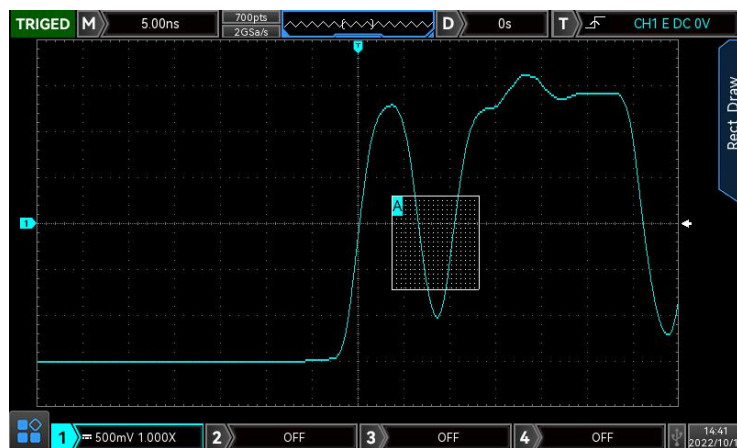 TRIGED M 5.00ns 700pts 2GSa/s D 0s T CH1 E DC 0V
T
Rect Draw
A
1
1 500mV 1.000X 2 OFF 3 OFF 4 OFF 14:41